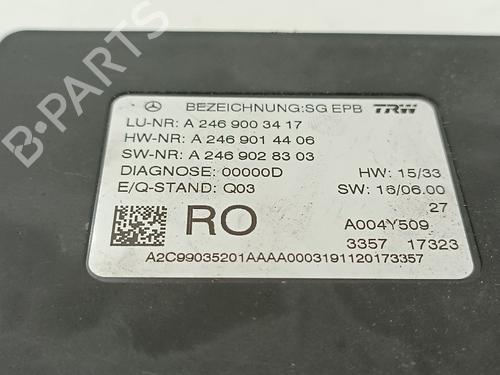 BEZEICHNUNG:SG EPB TRW
LU-NR: A 246 900 34 17
HW-NR: A 246 901 44 06
SW-NR: A 246 902 83 03
DIAGNOSE: 00000D HW: 15/33
E/Q-STAND: Q03 SW: 16/06.00
27
RO A004Y509
3357 17323
A2C99035201AAAA0003191120173357
B-Parts